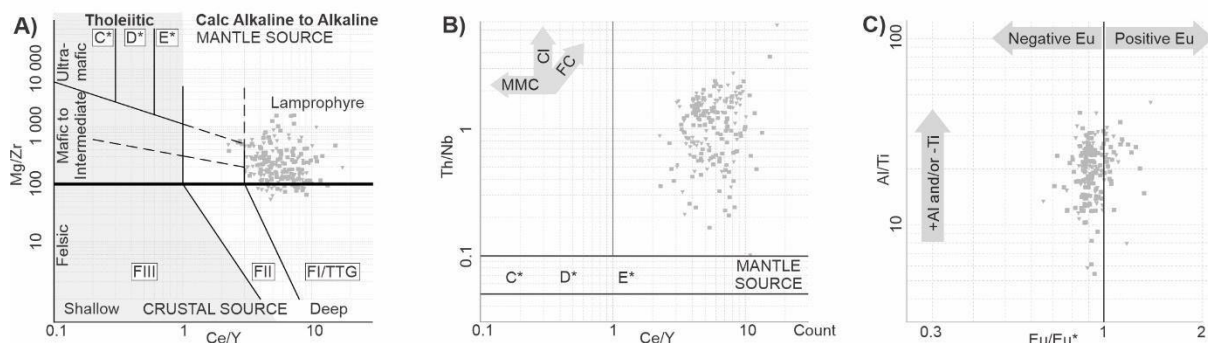 A)
Tholeiitic
Calc Alkaline to Alkaline
C*
D*
E*
MANTLE SOURCE
Ultra-
mafic
Mafic to
Intermediate
Felsic
Mg/Zr
10 000
1 000
100
10
Lamprophyre
FIII
FII
FI/TTG
Shallow
CRUSTAL SOURCE
Deep
0.1
1
10
Ce/Y
B)
CI
FC
MMC
Th/Nb
1
0.1
C*
D*
E*
MANTLE
SOURCE
0.1
1
10
Count
Ce/Y
C)
Negative Eu
Positive Eu
Al/Ti
100
10
+Al and/or -Ti
0.3
1
2
Eu/Eu*